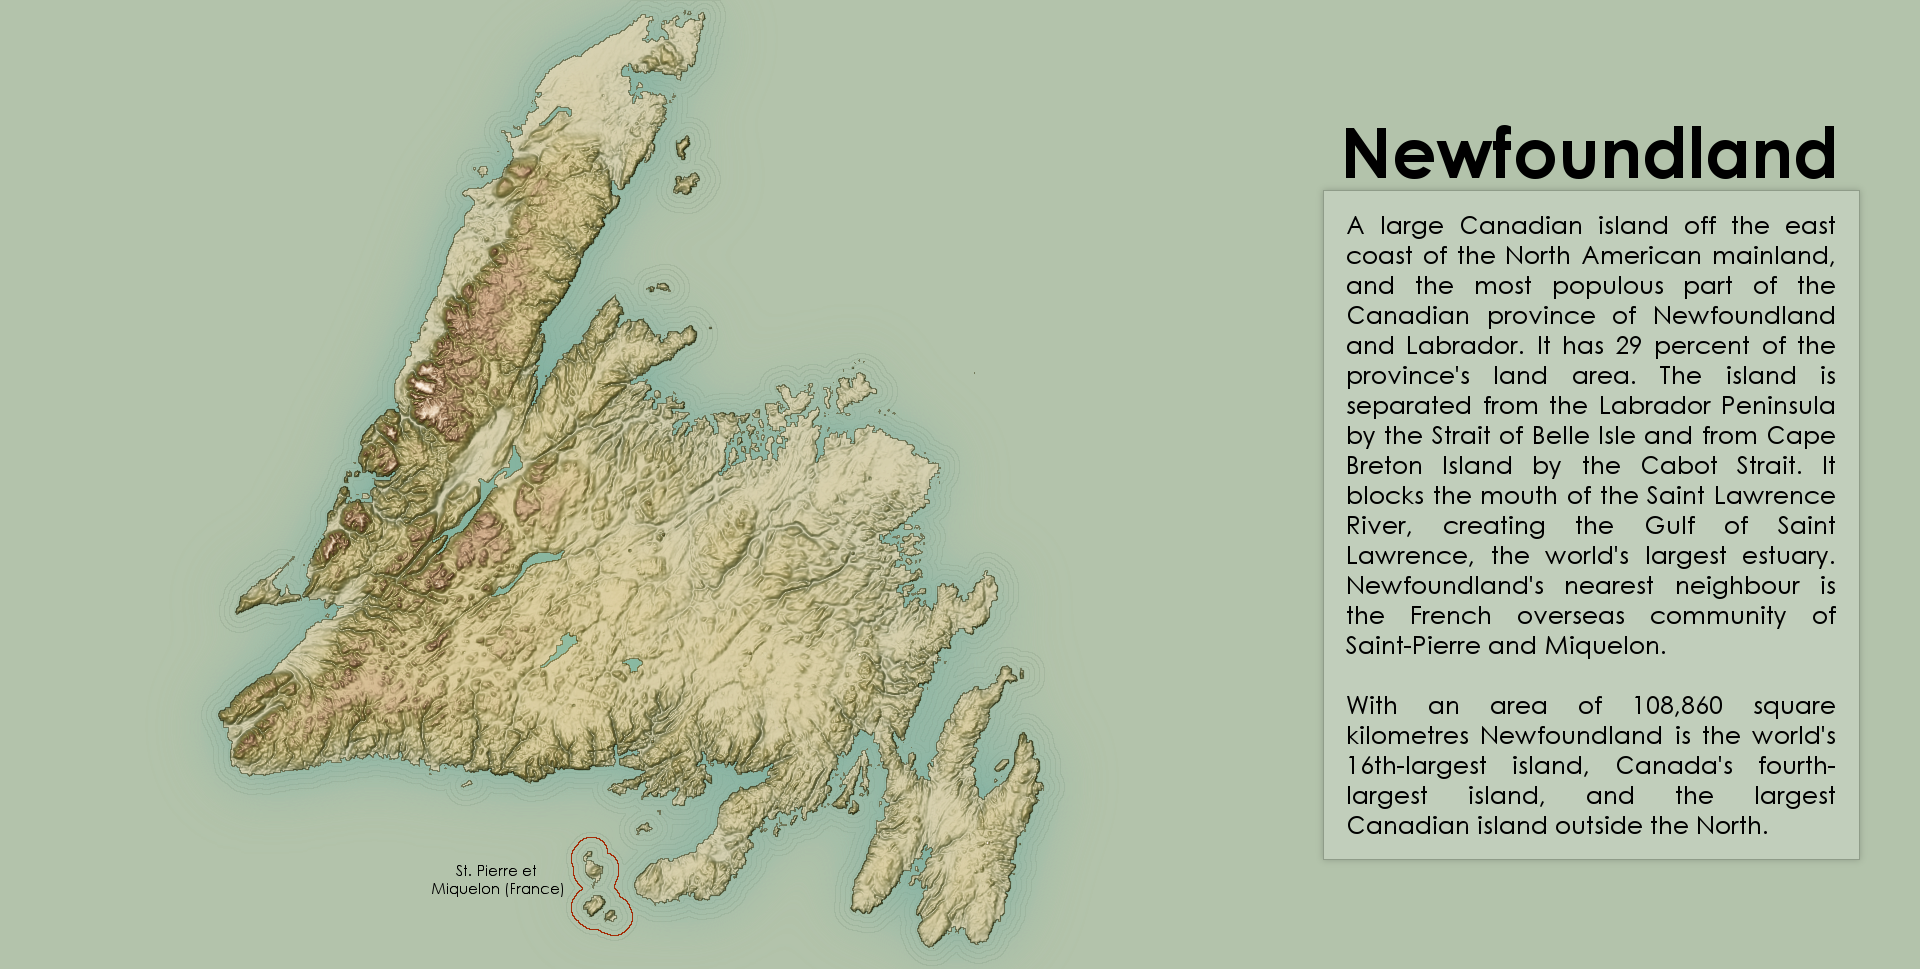 Newfoundland
A large Canadian island off the east
coast of the North American mainland,
and the most populous part of the
Canadian province of Newfoundland
and Labrador. It has 29 percent of the
province's land area. The island is
separated from the Labrador Peninsula
by the Strait of Belle Isle and from Cape
Breton Island by the Cabot Strait. It
blocks the mouth of the Saint Lawrence
River, creating the Gulf of Saint
Lawrence, the world's largest estuary.
Newfoundland's nearest neighbour is
the French overseas community of
Saint-Pierre and Miquelon.
With an area of 108,860 square
kilometres Newfoundland is the world's
16th-largest island, Canada's fourth-
largest island, and the largest
Canadian island outside the North.
St. Pierre et
Miquelon (France)